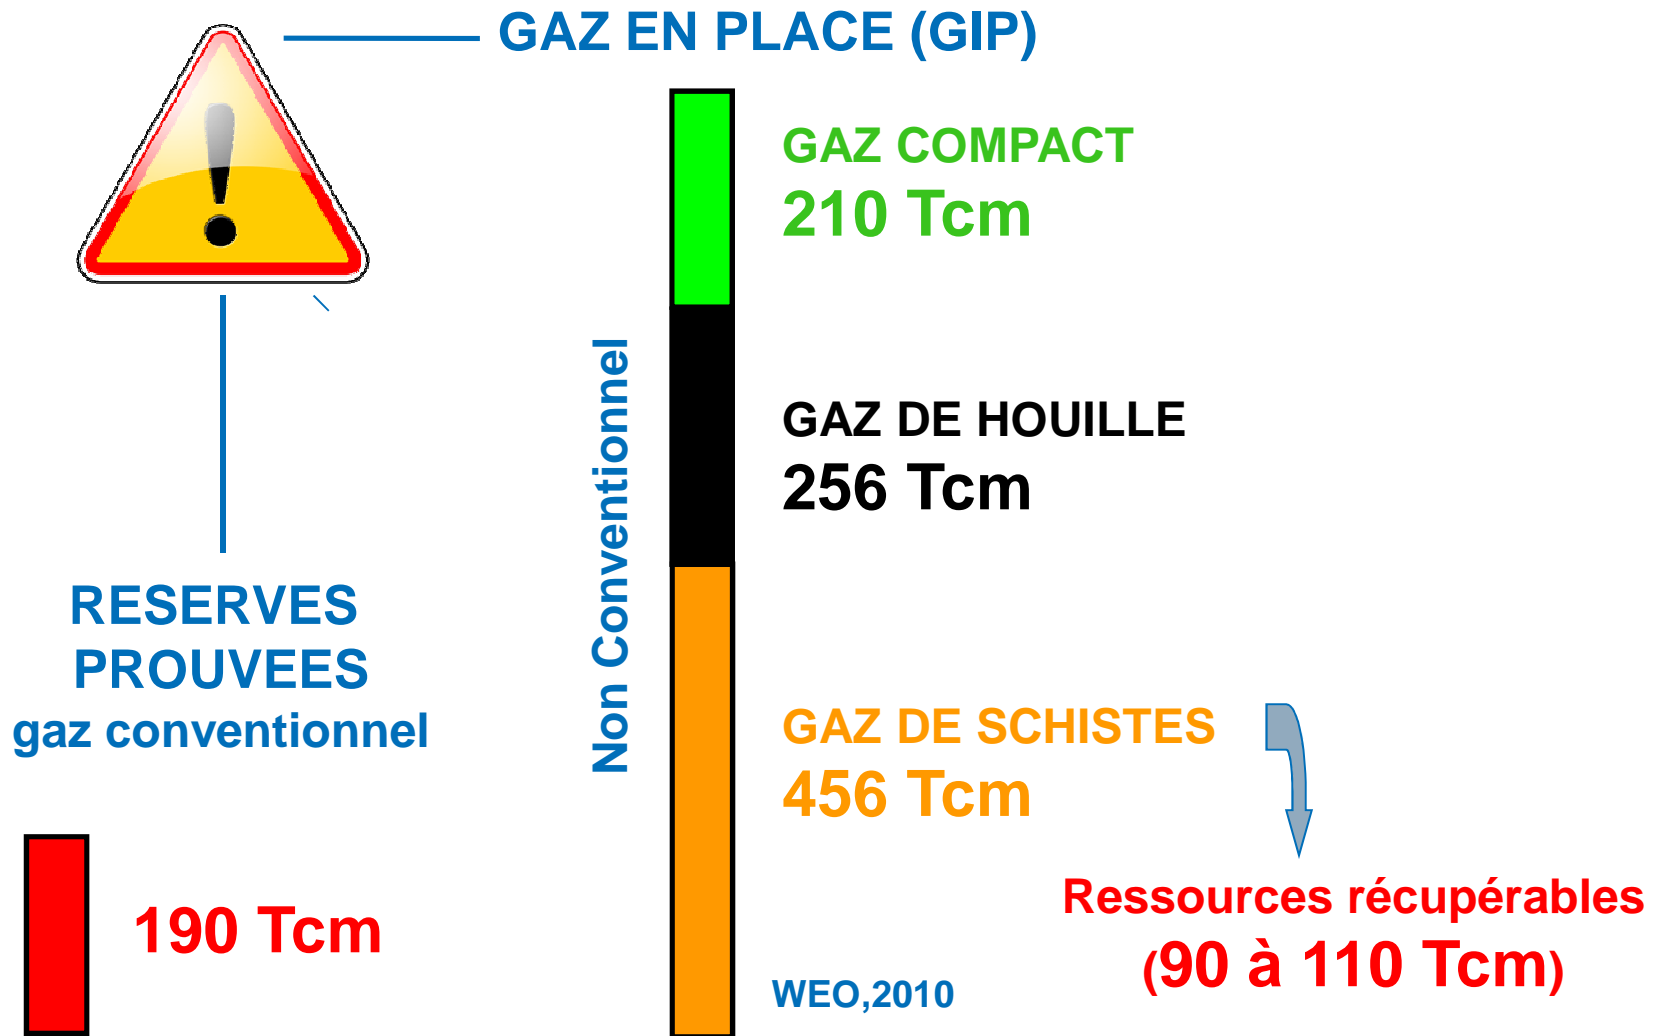 GAZ EN PLACE (GIP)
GAZ COMPACT
210 Tcm
Non Conventionnel
GAZ DE HOUILLE
256 Tcm
RESERVES
PROUVEES
gaz conventionnel
GAZ DE SCHISTES
456 Tcm
190 Tcm
Ressources récupérables
(90 à 110 Tcm)
WEO,2010